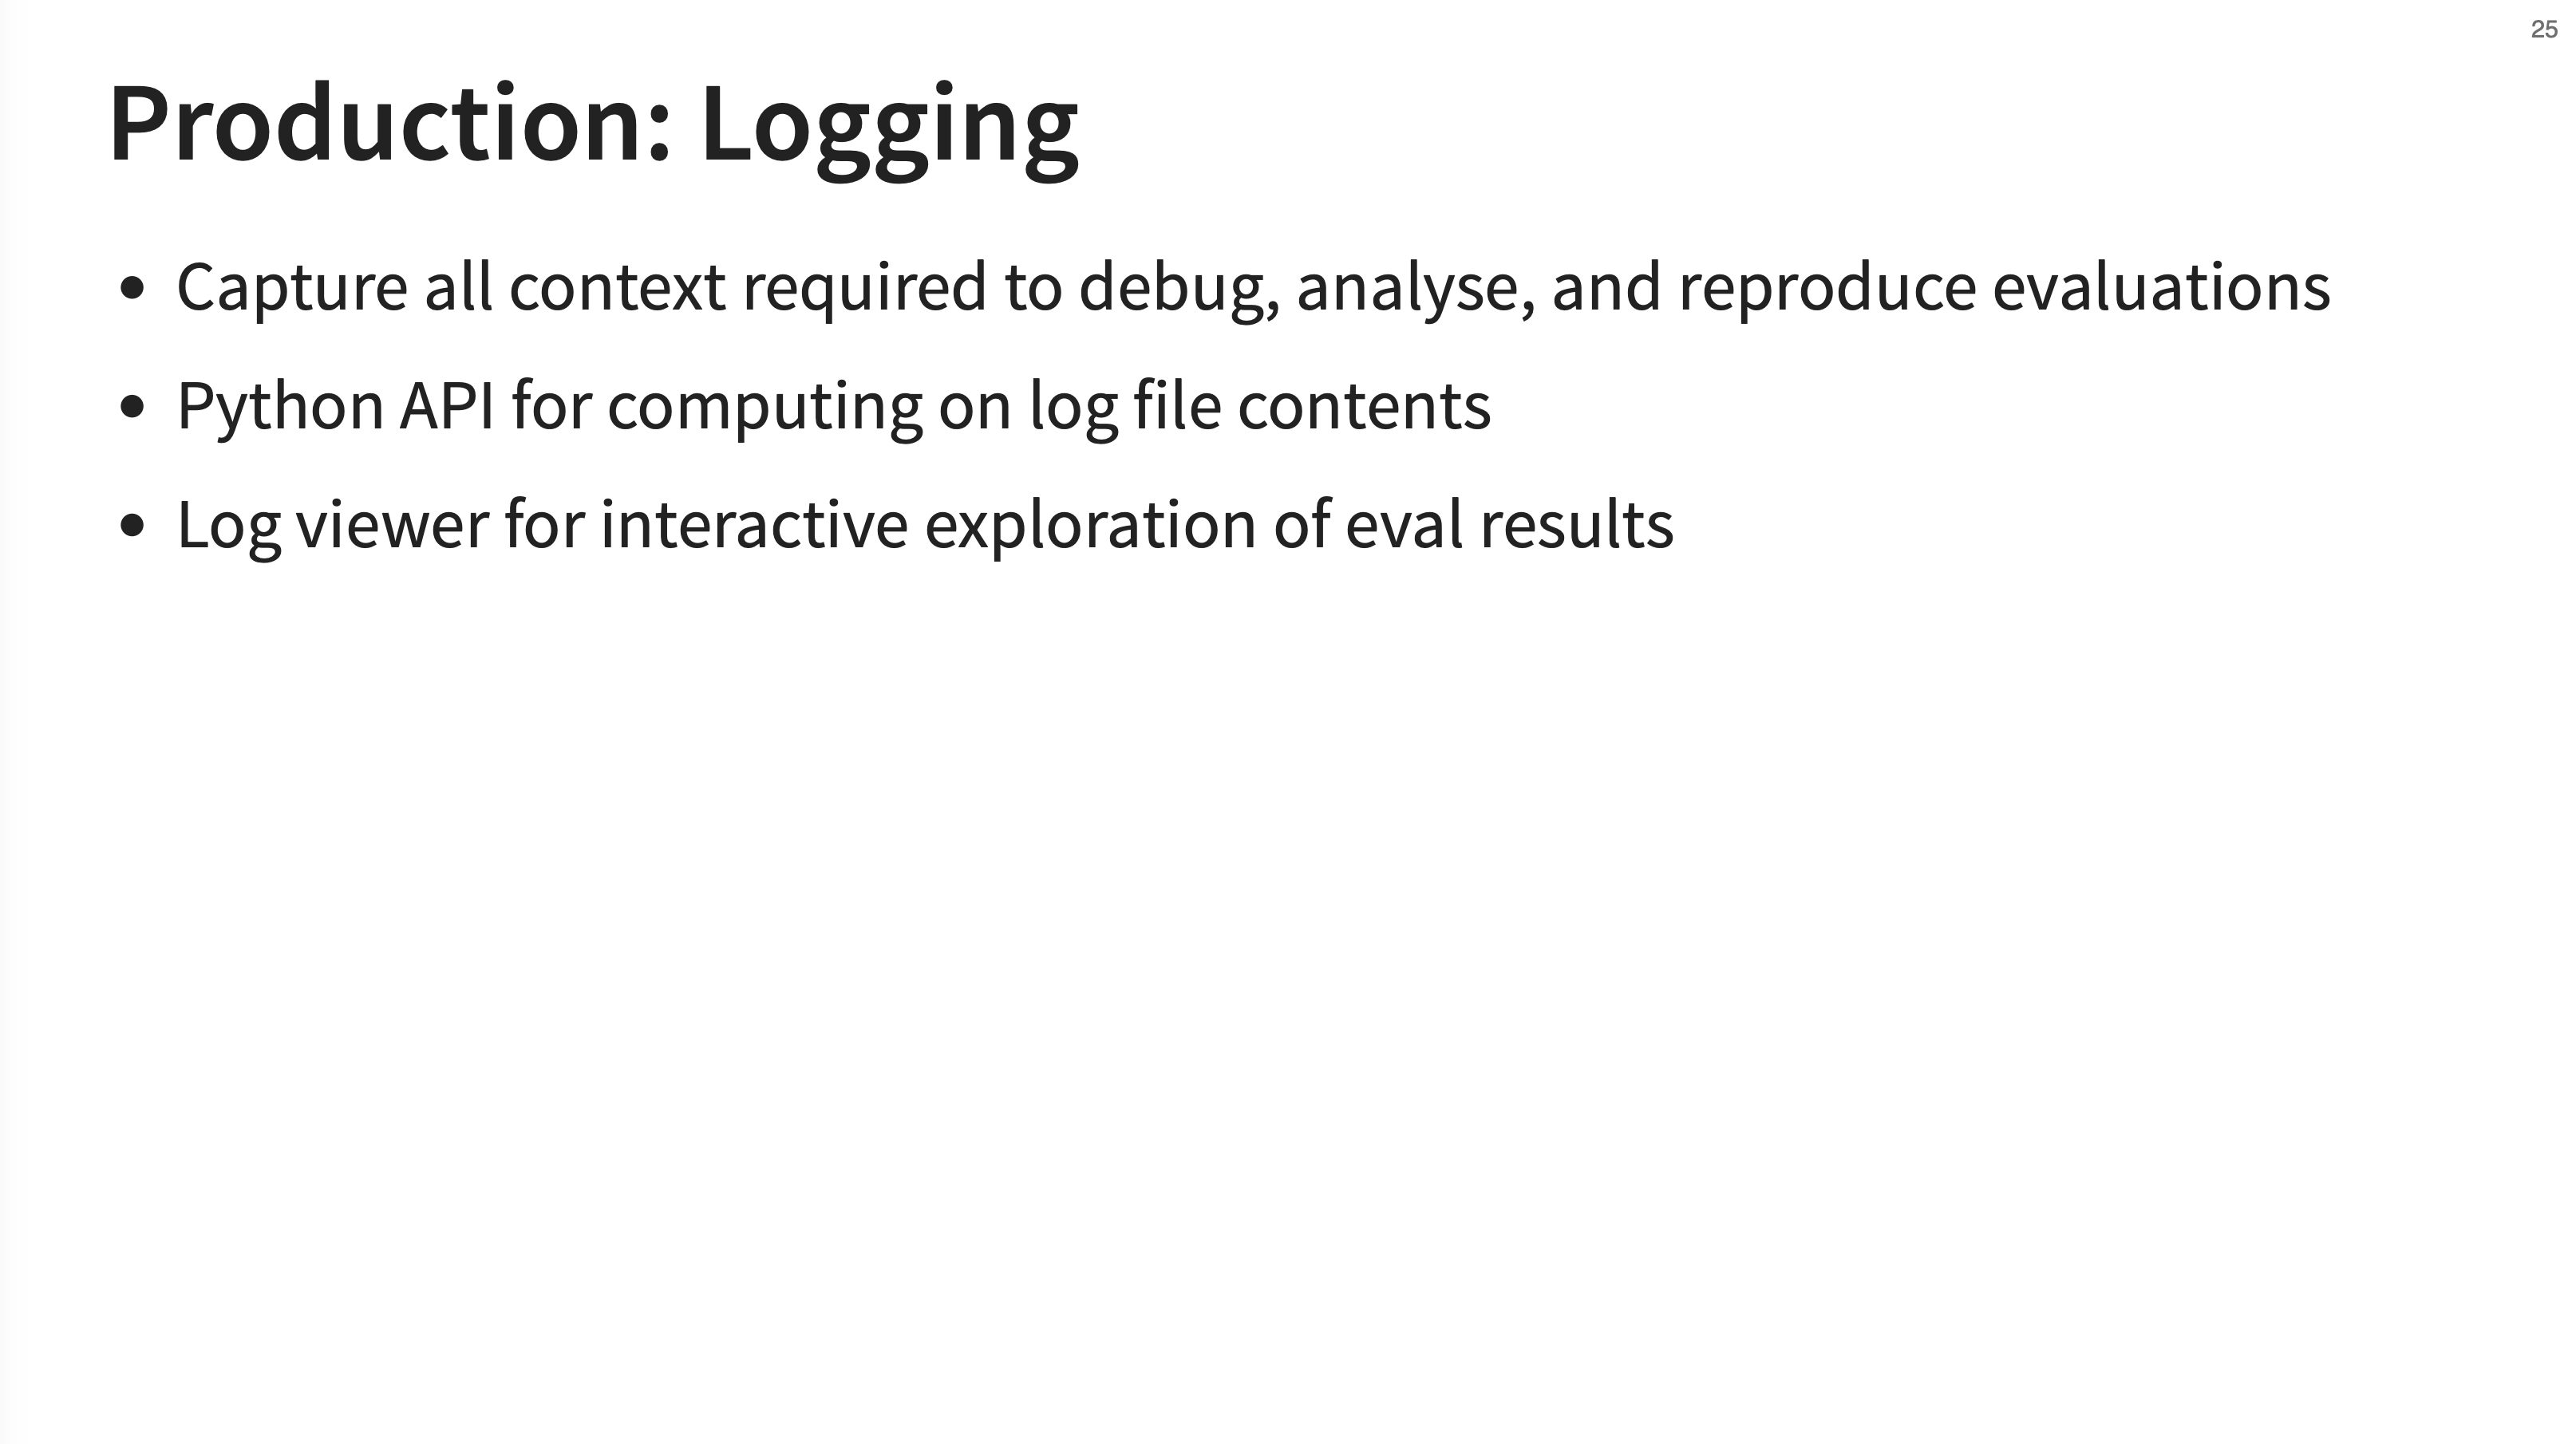 25
Production: Logging
• Capture all context required to debug, analyse, and reproduce evaluations
• Python API for computing on log file contents
• Log viewer for interactive exploration of eval results